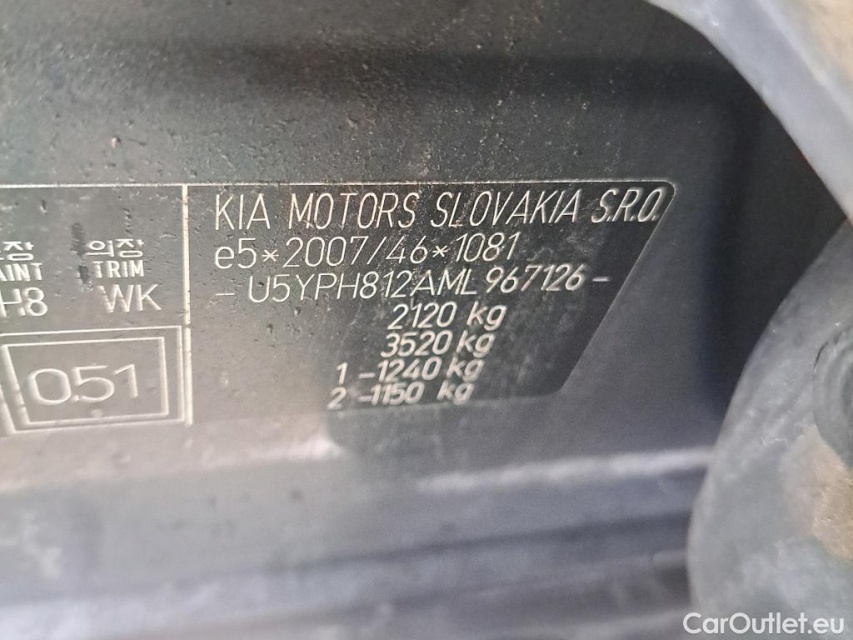 KIA MOTORS SLOVAKIA S.R.O.
e5*2007/46*1081
- U5YPH812AML967126 -
2120 kg
3520 kg
1 -1240 kg
2 -1150 kg
장 의장
TRIM
H8 WK
0.51
CarOutlet.eu